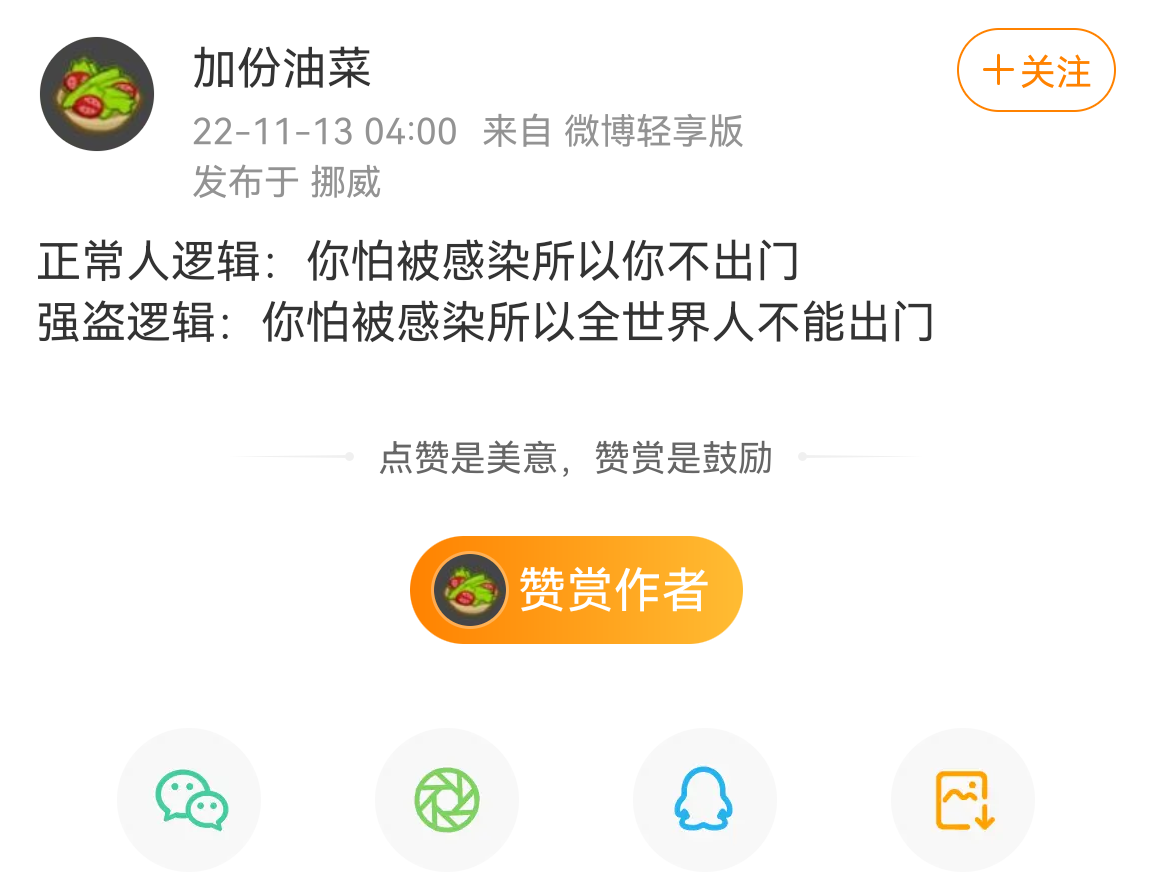 加份油菜
＋关注
22-11-13 04:00 来自 微博轻享版
发布于 挪威
正常人逻辑：你怕被感染所以你不出门
强盗逻辑：你怕被感染所以全世界人不能出门
点赞是美意，赞赏是鼓励
赞赏作者